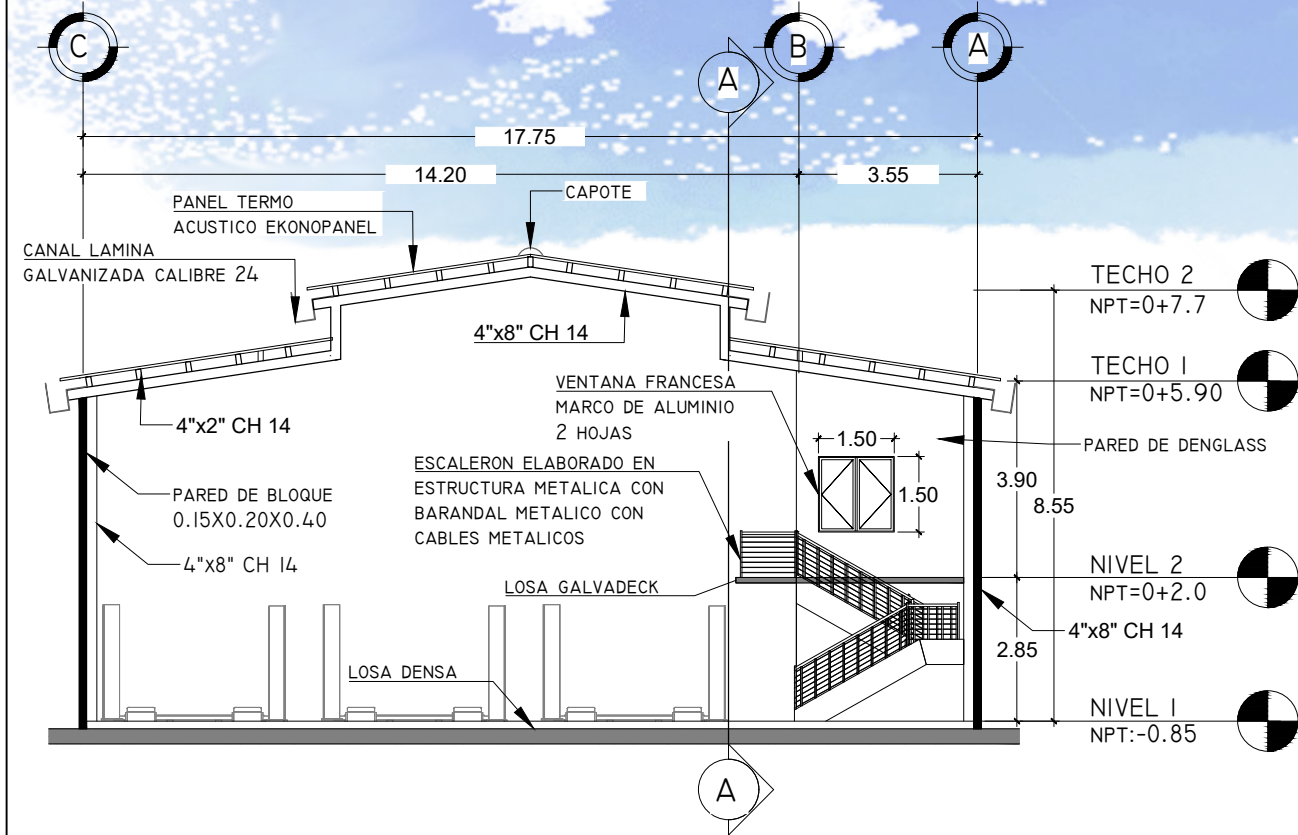 C
B
A
A
17.75
14.20
3.55
CAPOTE
PANEL TERMO
ACUSTICO EKONOPANEL
CANAL LAMINA
GALVANIZADA CALIBRE 24
4"x8" CH 14
4"x2" CH 14
VENTANA FRANCESA
MARCO DE ALUMINIO
2 HOJAS
1.50
1.50
PARED DE DENGLASS
ESCALERON ELABORADO EN
ESTRUCTURA METALICA CON
BARANDAL METALICO CON
CABLES METALICOS
PARED DE BLOQUE
0.15X0.20X0.40
4"x8" CH 14
LOSA GALVADECK
LOSA DENSA
4"x8" CH 14
3.90
8.55
2.85
TECHO 2
NPT=0+7.7
TECHO 1
NPT=0+5.90
NIVEL 2
NPT=0+2.0
NIVEL 1
NPT:-0.85
A